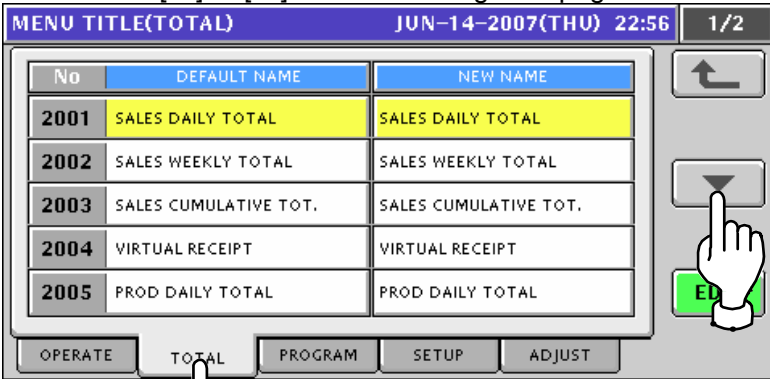 MENU TITLE(TOTAL) JUN-14-2007(THU) 22:56 1/2
No DEFAULT NAME NEW NAME
2001 SALES DAILY TOTAL SALES DAILY TOTAL
2002 SALES WEEKLY TOTAL SALES WEEKLY TOTAL
2003 SALES CUMULATIVE TOT. SALES CUMULATIVE TOT.
2004 VIRTUAL RECEIPT VIRTUAL RECEIPT
2005 PROD DAILY TOTAL PROD DAILY TOTAL
OPERATE TOTAL PROGRAM SETUP ADJUST